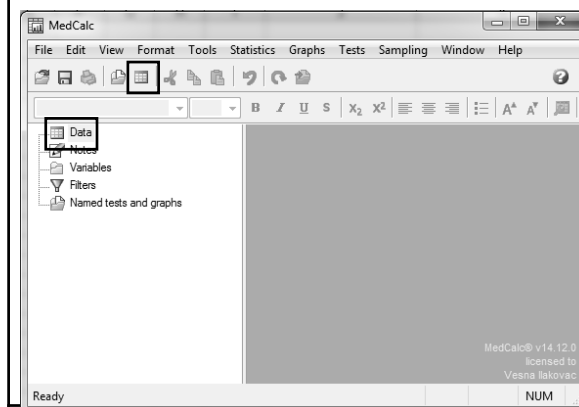 MedCalc
File Edit View Format Tools Statistics Graphs Tests Sampling Window Help
B I U S X₂ X² A A
Data
Notes
Variables
Filters
Named tests and graphs
MedCalc® v14.12.0
licensed to
Vesna Ilakovac
Ready NUM